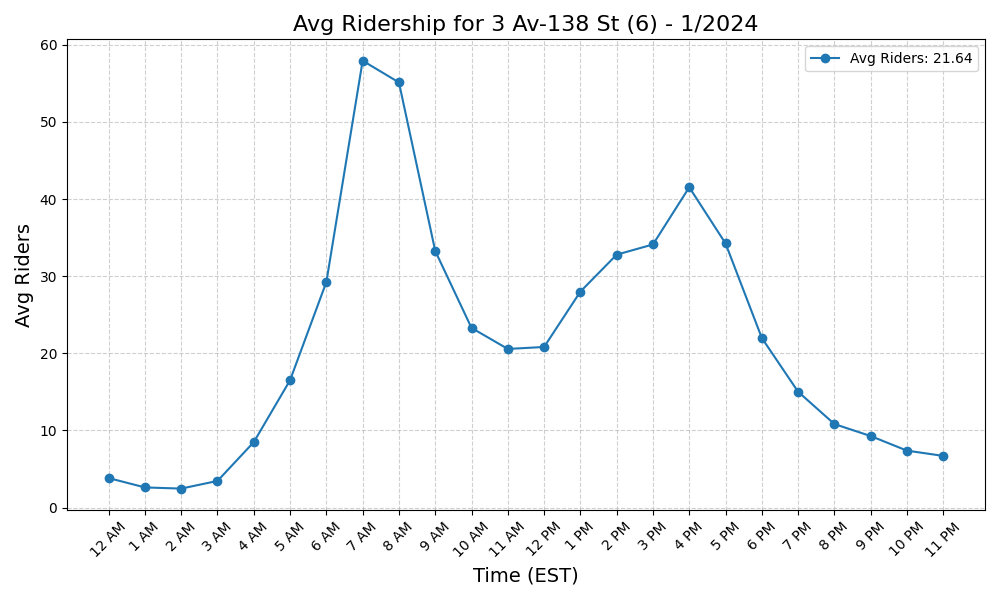 Avg Ridership for 3 Av-138 St (6) - 1/2024
Avg Riders: 21.64
Avg Riders
60
50
40
30
20
10
0
12 AM
1 AM
2 AM
3 AM
4 AM
5 AM
6 AM
7 AM
8 AM
9 AM
10 AM
11 AM
12 PM
1 PM
2 PM
3 PM
4 PM
5 PM
6 PM
7 PM
8 PM
9 PM
10 PM
11 PM
Time (EST)